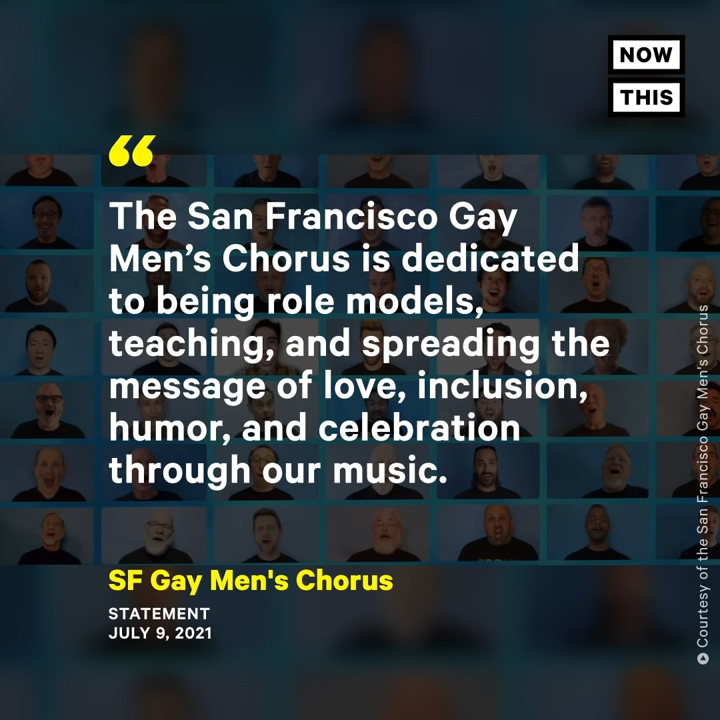 NOW
THIS
“
The San Francisco Gay
Men’s Chorus is dedicated
to being role models,
teaching, and spreading the
message of love, inclusion,
humor, and celebration
through our music.
SF Gay Men's Chorus
STATEMENT
JULY 9, 2021
Courtesy of the San Francisco Gay Men's Chorus